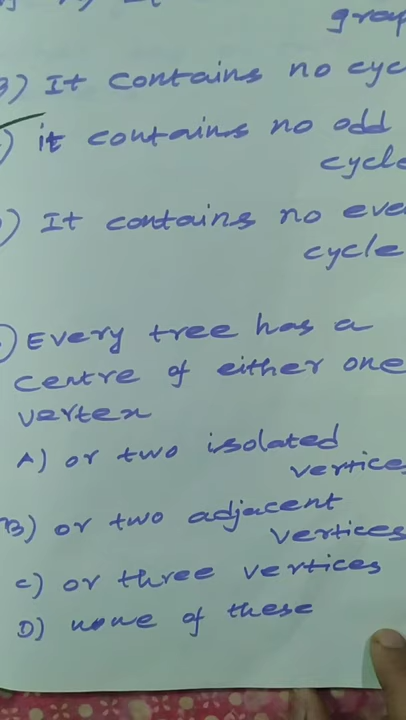 grap
3) It contains no cyc
) it contains no odd
cycle
) It contains no eve
cycle
) Every tree has a
centre of either one
vertex
A) or two isolated
vertices
B) or two adjacent
vertices
C) or three vertices
D) none of these